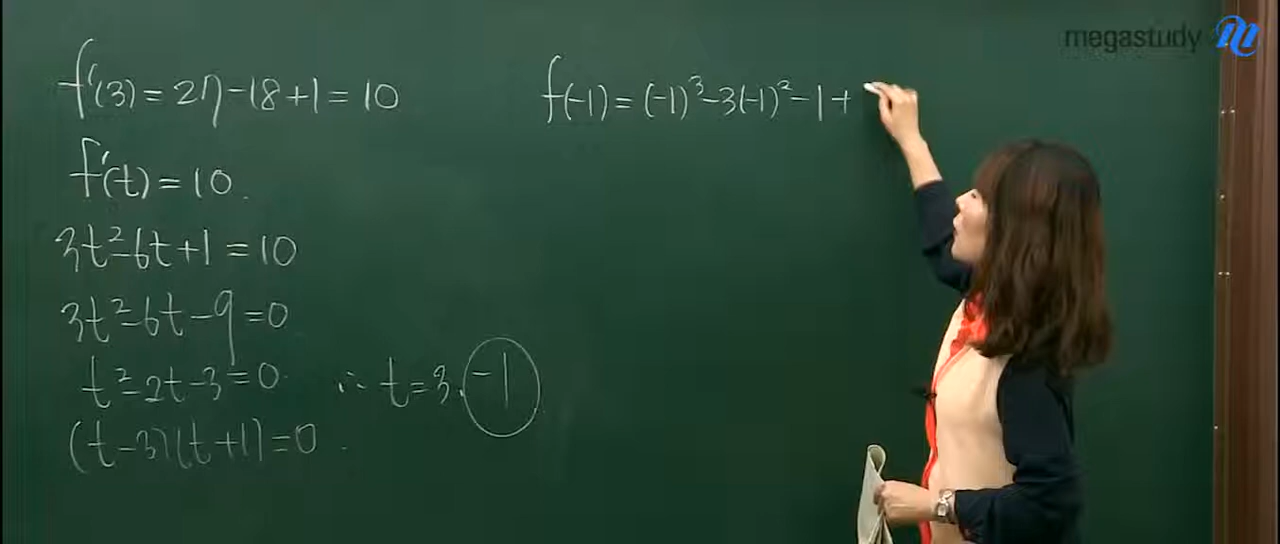 megastudy
f'(3) = 27 - 18 + 1 = 10
f'(t) = 10.
3t² - 6t + 1 = 10
3t² - 6t - 9 = 0
t² - 2t - 3 = 0
∴ t = 3, -1
(t - 3)(t + 1) = 0
f(-1) = (-1)³ - 3(-1)² - 1 +